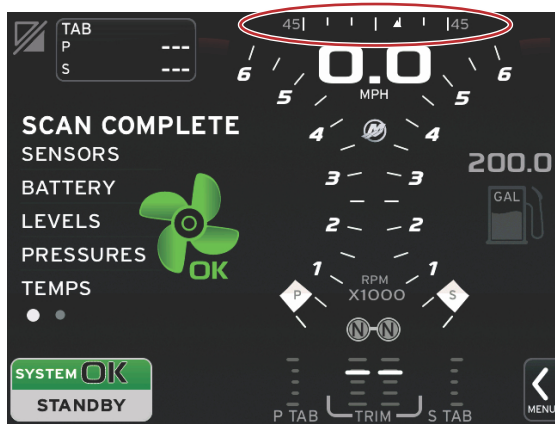 45 45
TAB
P ---
S ---
0.0
MPH
6 6
5 5
4 4
3 3
2 2
1 1
RPM
X1000
P S
N N
SCAN COMPLETE
SENSORS
BATTERY
LEVELS
PRESSURES
TEMPS
OK
200.0
GAL
SYSTEM OK
STANDBY
P TAB TRIM S TAB
MENU